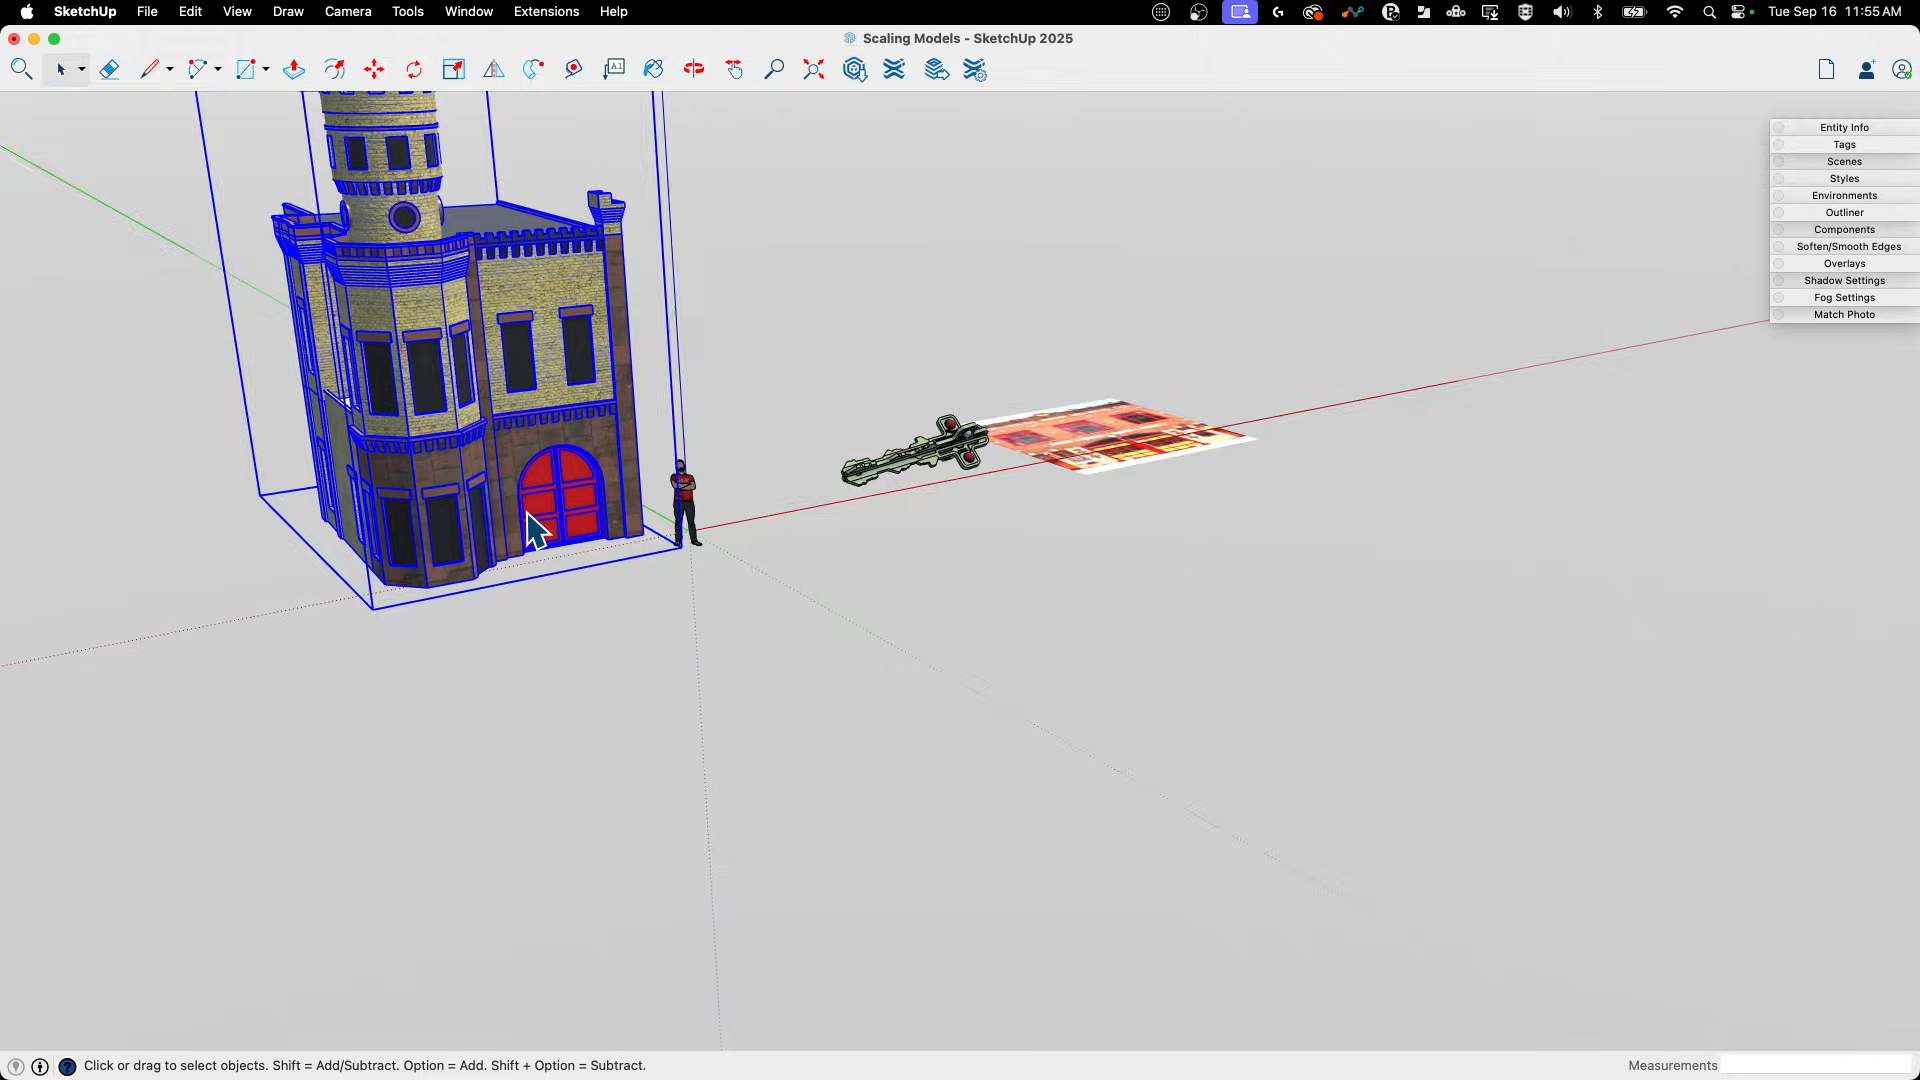 SketchUp File Edit View Draw Camera Tools Window Extensions Help
Tue Sep 16 11:55 AM
Scaling Models - SketchUp 2025
A1
Entity Info
Tags
Scenes
Styles
Environments
Outliner
Components
Soften/Smooth Edges
Overlays
Shadow Settings
Fog Settings
Match Photo
Click or drag to select objects. Shift = Add/Subtract. Option = Add. Shift + Option = Subtract.
Measurements